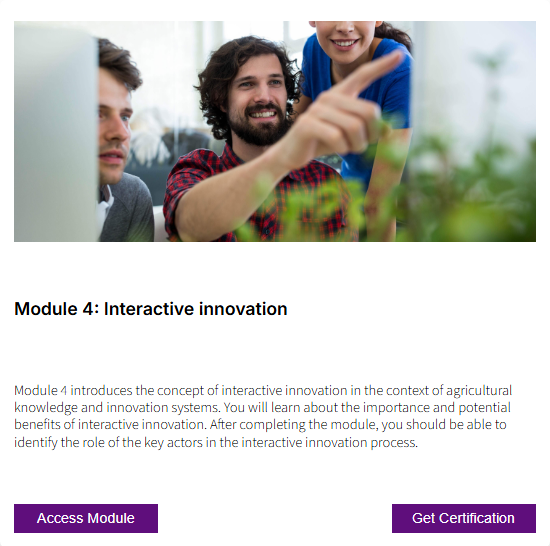 Module 4: Interactive innovation
Module 4 introduces the concept of interactive innovation in the context of agricultural
knowledge and innovation systems. You will learn about the importance and potential
benefits of interactive innovation. After completing the module, you should be able to
identify the role of the key actors in the interactive innovation process.
Access Module
Get Certification